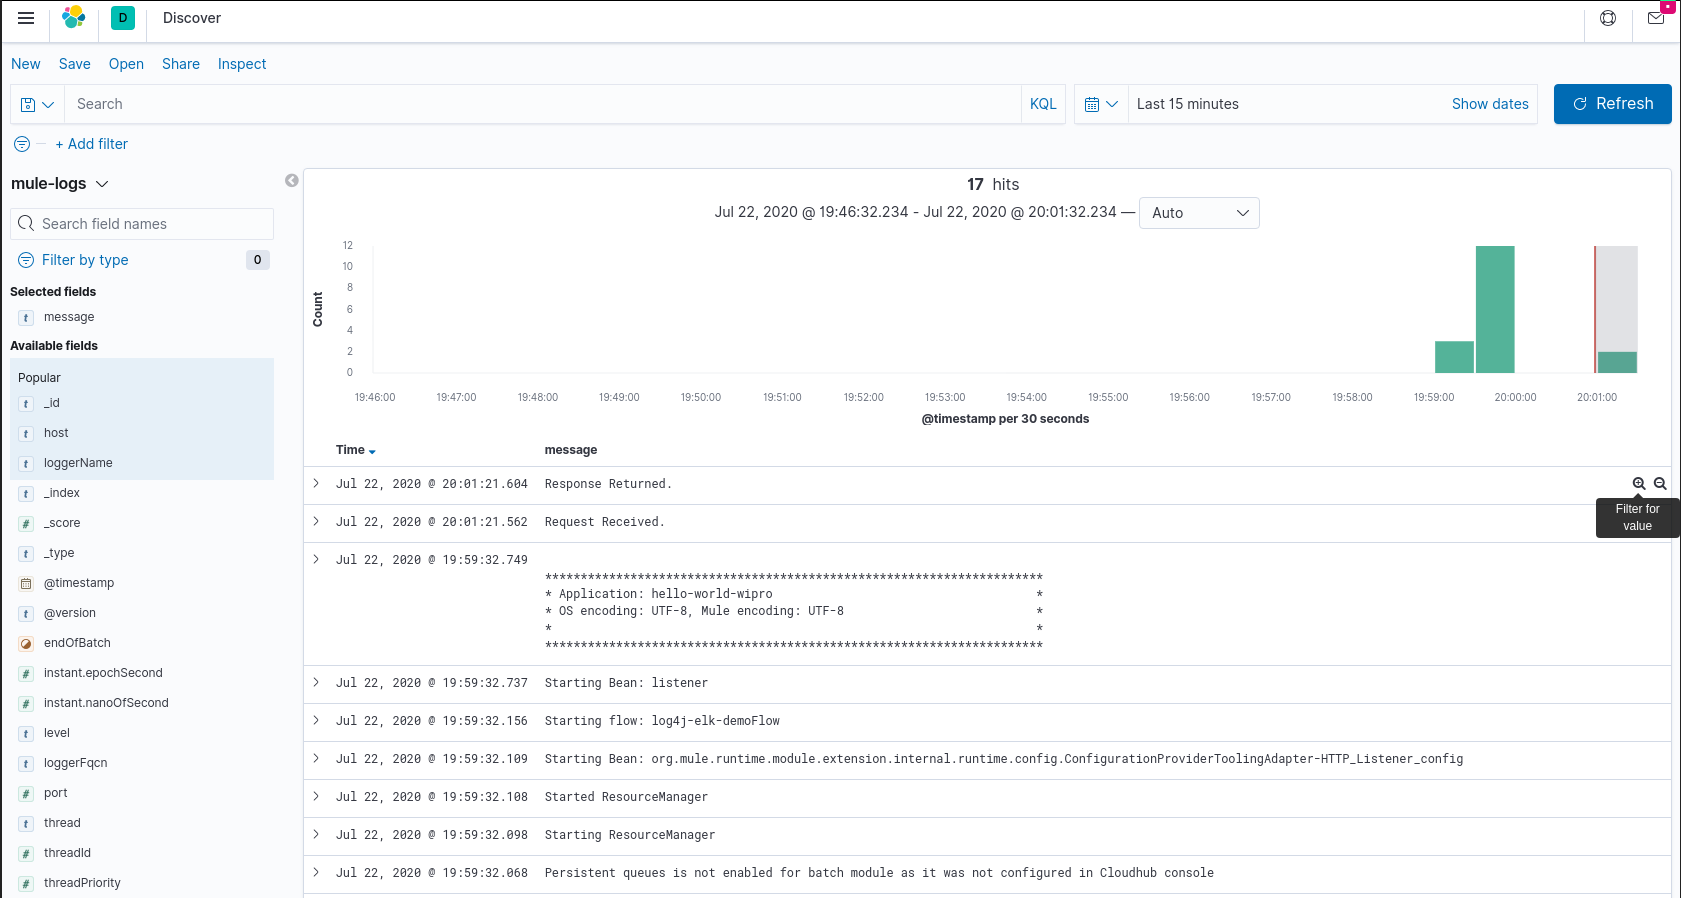 D Discover
New Save Open Share Inspect
Search KQL Last 15 minutes Show dates Refresh
+ Add filter
mule-logs
Search field names
Filter by type 0
Selected fields
t message
Available fields
Popular
t _id
t host
t loggerName
t _index
# _score
t _type
@timestamp
t @version
endOfBatch
# instant.epochSecond
# instant.nanoOfSecond
t level
t loggerFqcn
# port
t thread
# threadId
# threadPriority
17 hits
Jul 22, 2020 @ 19:46:32.234 - Jul 22, 2020 @ 20:01:32.234 — Auto
Count
12
10
8
6
4
2
0
19:46:00 19:47:00 19:48:00 19:49:00 19:50:00 19:51:00 19:52:00 19:53:00 19:54:00 19:55:00 19:56:00 19:57:00 19:58:00 19:59:00 20:00:00 20:01:00
@timestamp per 30 seconds
Time message
Jul 22, 2020 @ 20:01:21.604 Response Returned.
Filter for
value
Jul 22, 2020 @ 20:01:21.562 Request Received.
Jul 22, 2020 @ 19:59:32.749
**********************************************************************
* Application: hello-world-wipro *
* OS encoding: UTF-8, Mule encoding: UTF-8 *
* *
**********************************************************************
Jul 22, 2020 @ 19:59:32.737 Starting Bean: listener
Jul 22, 2020 @ 19:59:32.156 Starting flow: log4j-elk-demoFlow
Jul 22, 2020 @ 19:59:32.109 Starting Bean: org.mule.runtime.module.extension.internal.runtime.config.ConfigurationProviderToolingAdapter-HTTP_Listener_config
Jul 22, 2020 @ 19:59:32.108 Started ResourceManager
Jul 22, 2020 @ 19:59:32.098 Starting ResourceManager
Jul 22, 2020 @ 19:59:32.068 Persistent queues is not enabled for batch module as it was not configured in Cloudhub console